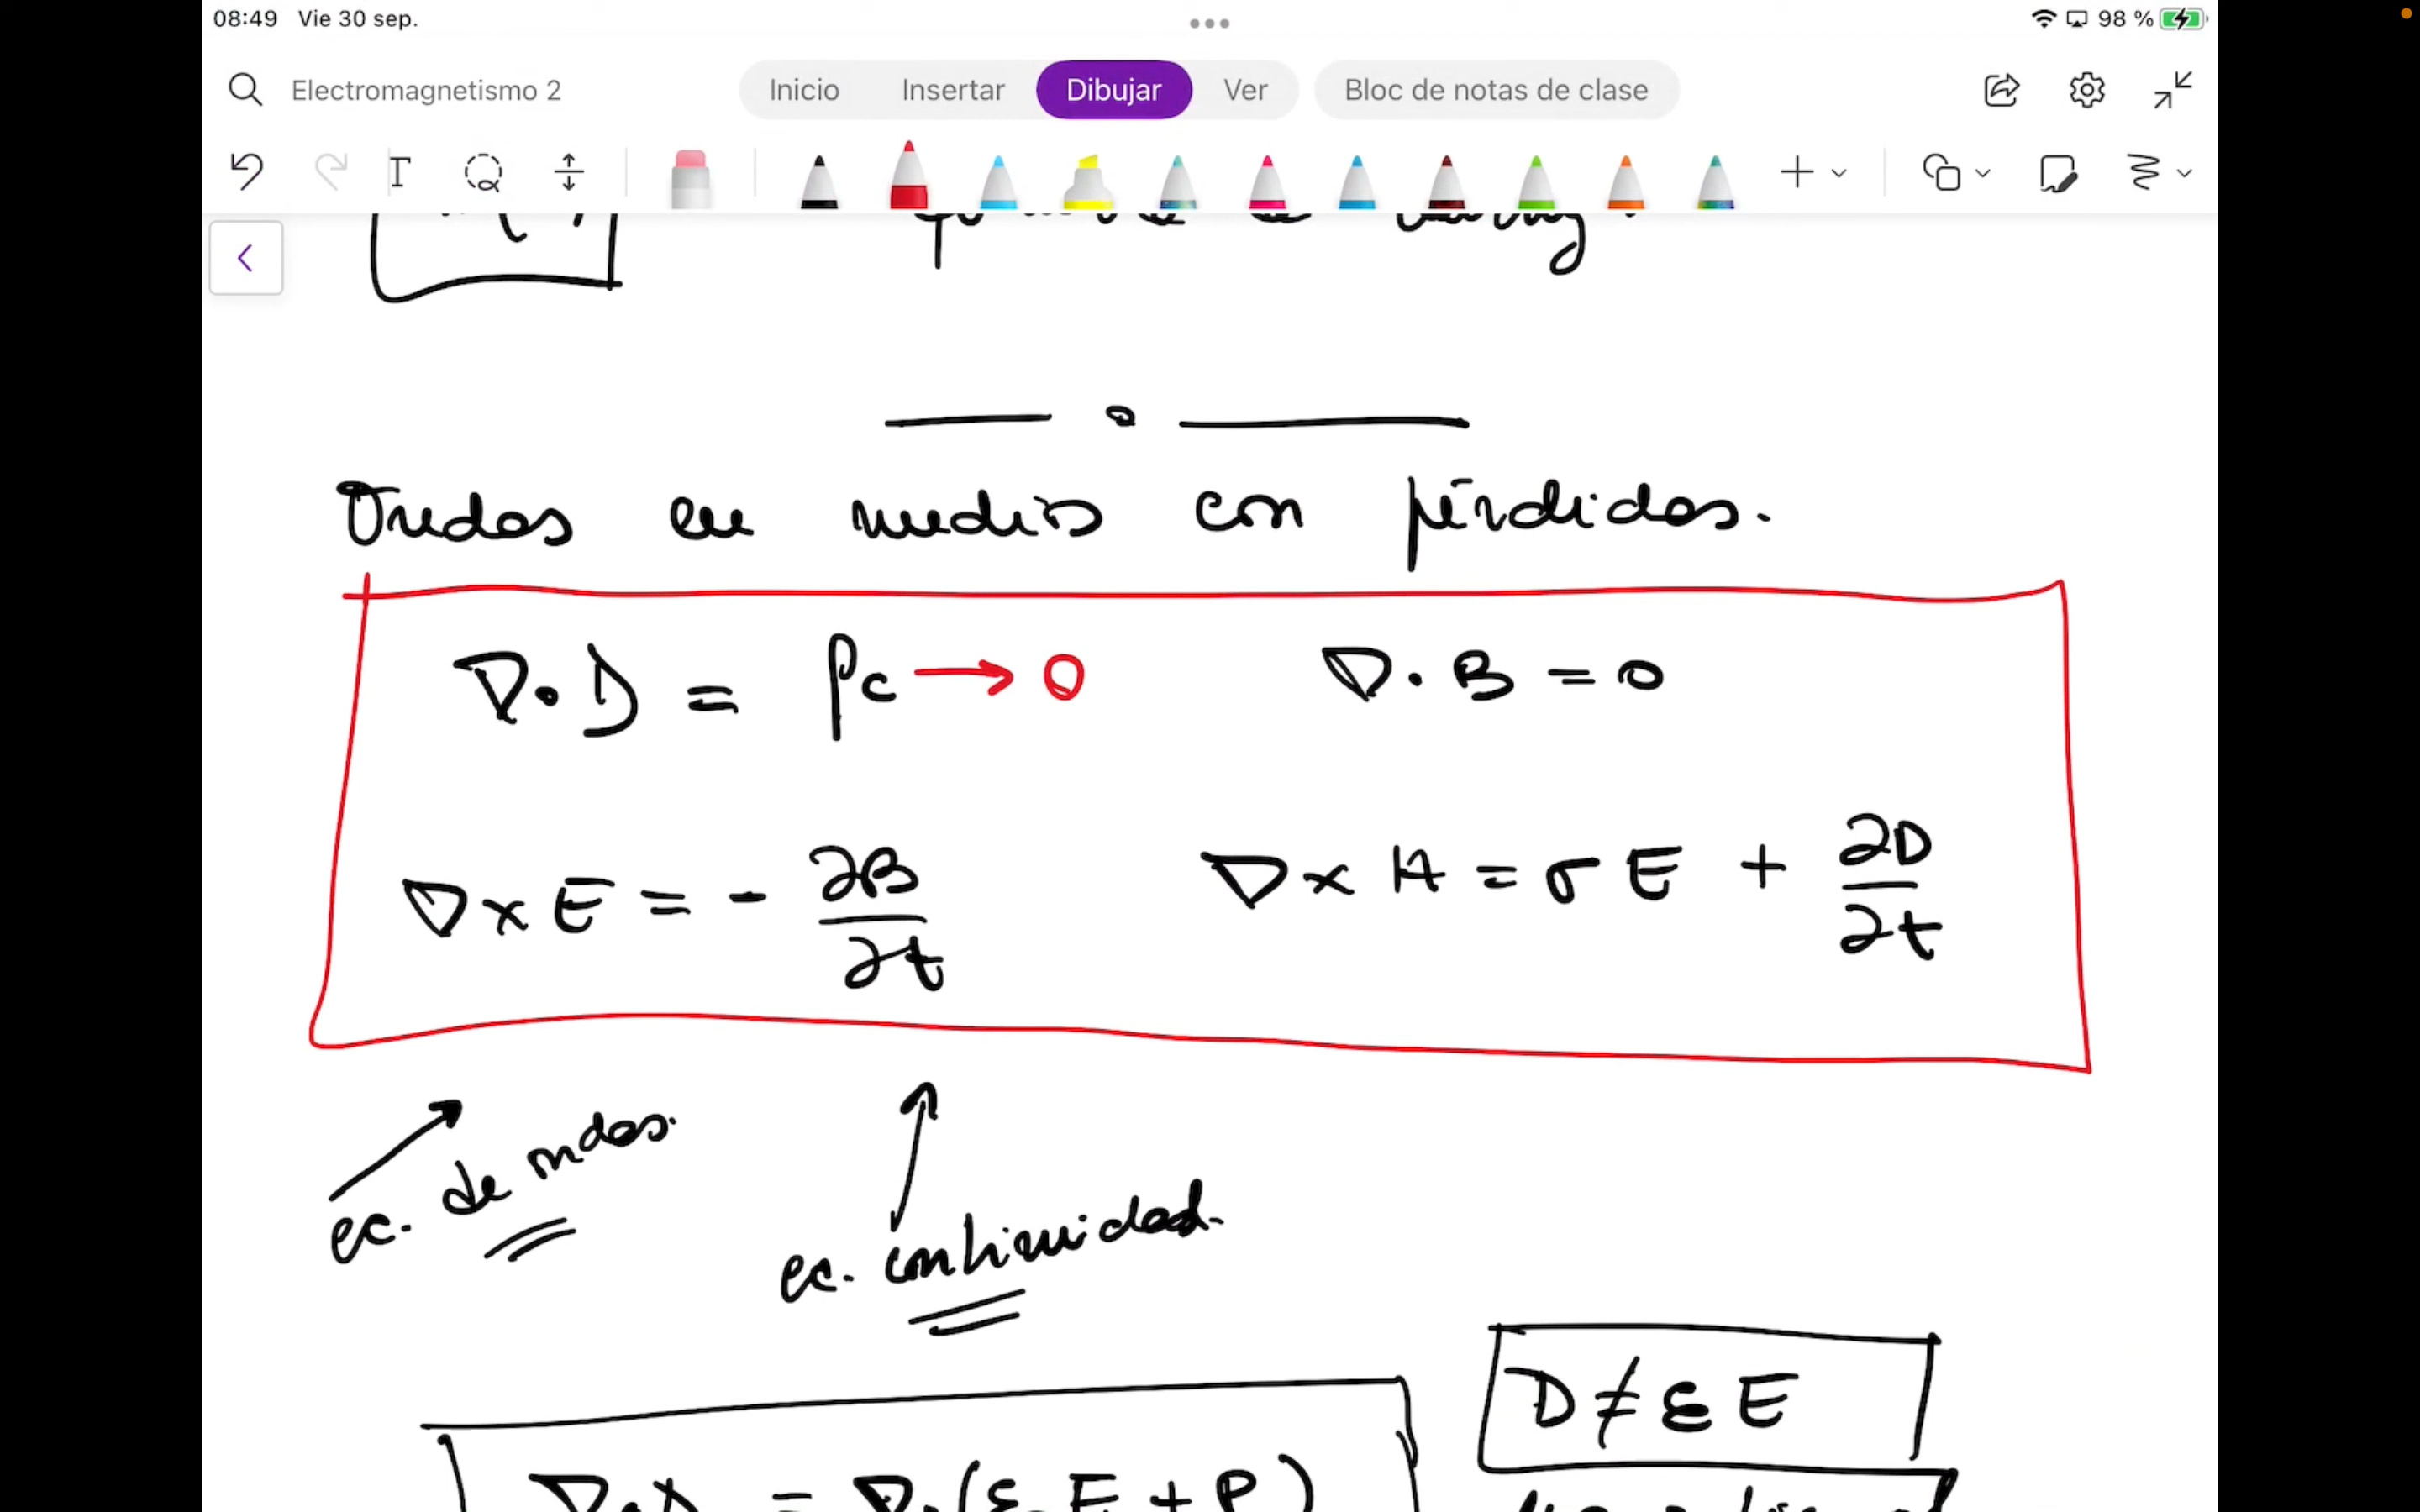 08:49 Vie 30 sep. 98 %
Electromagnetismo 2 Inicio Insertar Dibujar Ver Bloc de notas de clase
Ondas en medios con pérdidas.
∇·D = ρc → 0 ∇·B = 0
∇×E = - ∂B/∂t ∇×H = σE + ∂D/∂t
ec. de ondas.
ec. continuidad.
D ≠ εE
= ∇·(ε₀E + P)